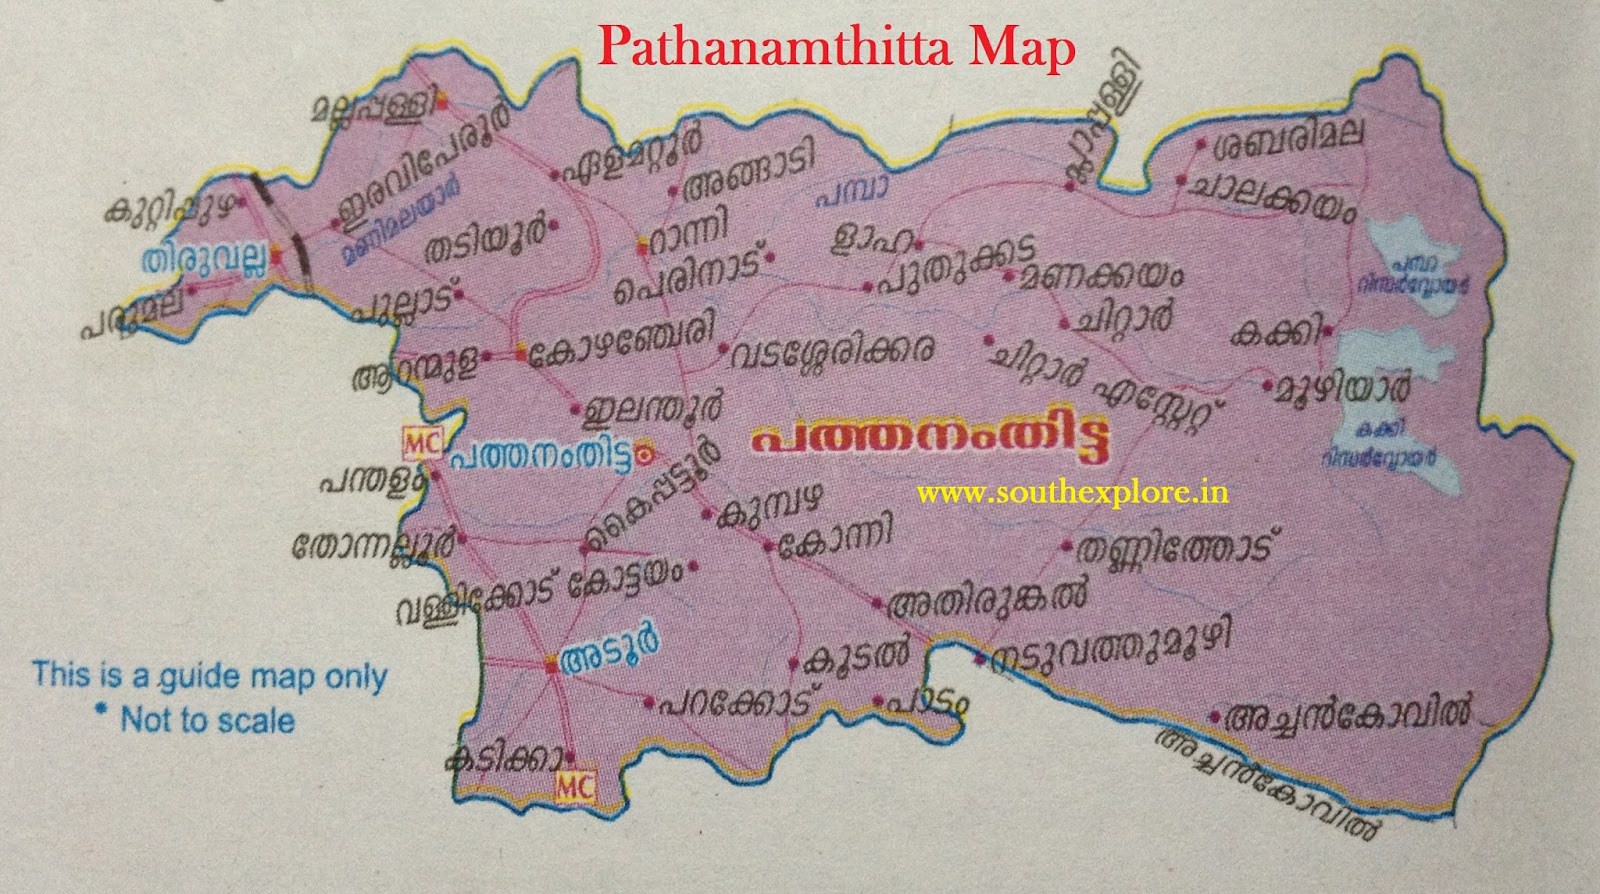 Pathanamthitta Map
മല്ലപ്പള്ളി
ഇരവിപേരൂർ
ഏഴമറ്റൂർ
അങ്ങാടി
പമ്പാ
ശബരിമല
ചാലക്കയം
കുറ്റിപ്പുഴ
മണിമലയാർ
തടിയൂർ
റാന്നി
ളാഹ
തിരുവല്ല
പെരിനാട്
പുതുക്കട
മണക്കയം
പമ്പാ
റിസർവ്വോയർ
പരുമല
പുല്ലാട്
ചിറ്റാർ
കക്കി
ആറന്മുള
കോഴഞ്ചേരി
വടശ്ശേരിക്കര
ചിറ്റാർ എസ്റ്റേറ്റ്
മൂഴിയാർ
ഇലന്തൂർ
MC
പത്തനംതിട്ട
പത്തനംതിട്ട
കക്കി
റിസർവ്വോയർ
പന്തളം
കൈപ്പട്ടൂർ
www.southexplore.in
കുമ്പഴ
തോന്നല്ലൂർ
കോന്നി
തണ്ണിത്തോട്
വള്ളിക്കോട് കോട്ടയം
അതിരുങ്കൽ
അടൂർ
കൂടൽ
നടുവത്തുമൂഴി
This is a guide map only
* Not to scale
പറക്കോട്
പാടം
അച്ചൻകോവിൽ
കടിക്കാ
MC
അച്ചൻകോവിൽ